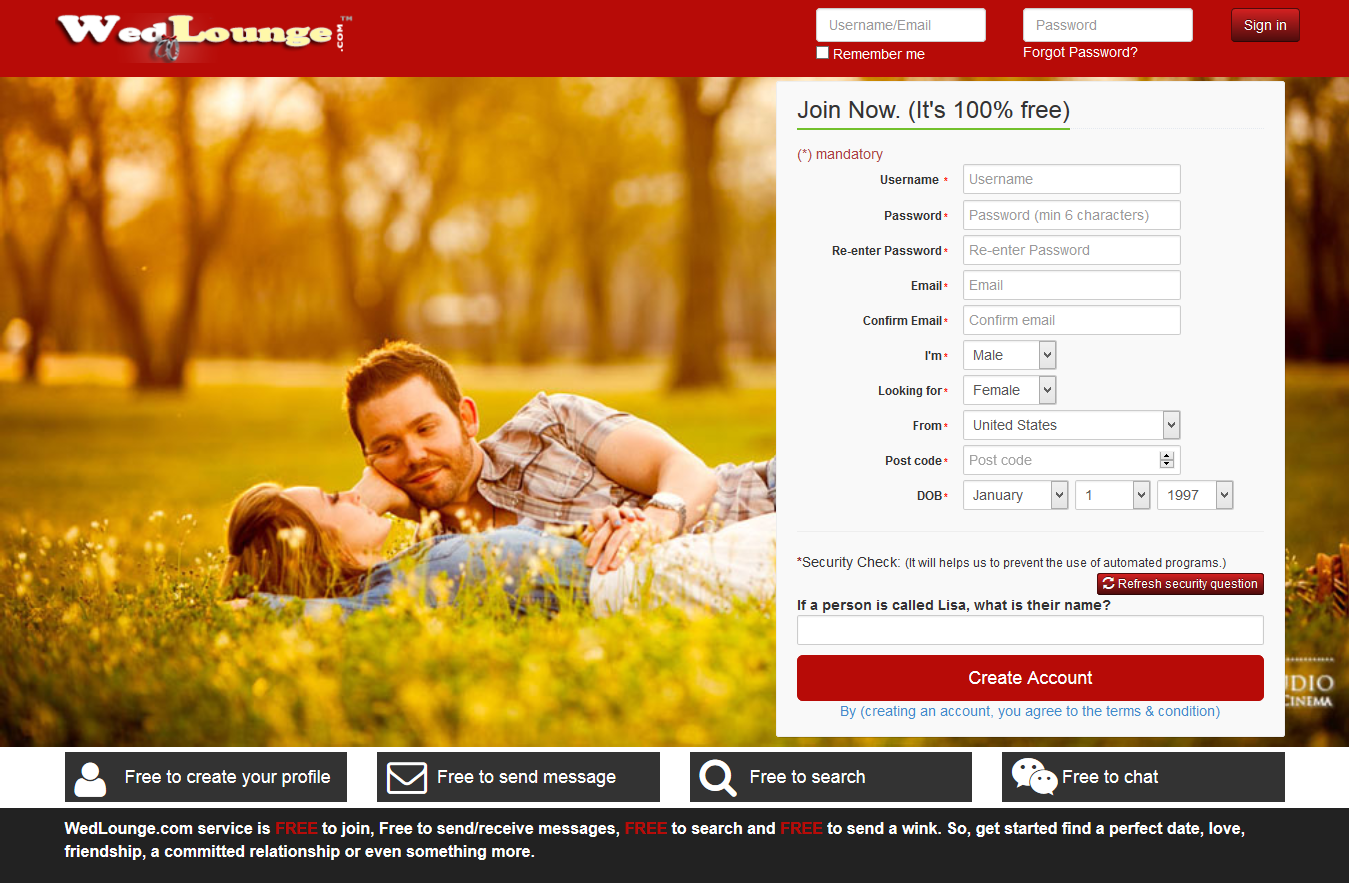 WedLounge.com™
Username/Email
Password
Sign in
Remember me
Forgot Password?
Join Now. (It's 100% free)
(*) mandatory
Username * Username
Password * Password (min 6 characters)
Re-enter Password * Re-enter Password
Email * Email
Confirm Email * Confirm email
I'm * Male
Looking for * Female
From * United States
Post code * Post code
DOB * January 1 1997
*Security Check: (It will helps us to prevent the use of automated programs.)
Refresh security question
If a person is called Lisa, what is their name?
Create Account
By (creating an account, you agree to the terms & condition)
UDIO
CINEMA
Free to create your profile
Free to send message
Free to search
Free to chat
WedLounge.com service is FREE to join, Free to send/receive messages, FREE to search and FREE to send a wink. So, get started find a perfect date, love,
friendship, a committed relationship or even something more.